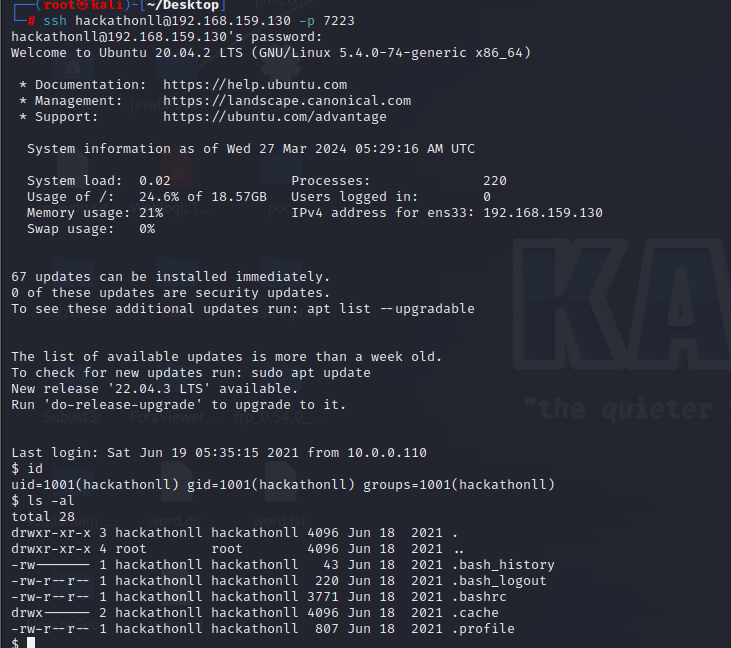 (root㉿kali)-[~/Desktop]
# ssh hackathonll@192.168.159.130 -p 7223
hackathonll@192.168.159.130's password:
Welcome to Ubuntu 20.04.2 LTS (GNU/Linux 5.4.0-74-generic x86_64)
* Documentation:  https://help.ubuntu.com
* Management:     https://landscape.canonical.com
* Support:        https://ubuntu.com/advantage
System information as of Wed 27 Mar 2024 05:29:16 AM UTC
System load:  0.02               Processes:               220
Usage of /:   24.6% of 18.57GB   Users logged in:         0
Memory usage: 21%                IPv4 address for ens33: 192.168.159.130
Swap usage:   0%
67 updates can be installed immediately.
0 of these updates are security updates.
To see these additional updates run: apt list --upgradable
The list of available updates is more than a week old.
To check for new updates run: sudo apt update
New release '22.04.3 LTS' available.
Run 'do-release-upgrade' to upgrade to it.
"the quieter
Last login: Sat Jun 19 05:35:15 2021 from 10.0.0.110
$ id
uid=1001(hackathonll) gid=1001(hackathonll) groups=1001(hackathonll)
$ ls -al
total 28
drwxr-xr-x 3 hackathonll hackathonll 4096 Jun 18  2021 .
drwxr-xr-x 4 root        root        4096 Jun 18  2021 ..
-rw------- 1 hackathonll hackathonll   43 Jun 18  2021 .bash_history
-rw-r--r-- 1 hackathonll hackathonll  220 Jun 18  2021 .bash_logout
-rw-r--r-- 1 hackathonll hackathonll 3771 Jun 18  2021 .bashrc
drwx------ 2 hackathonll hackathonll 4096 Jun 18  2021 .cache
-rw-r--r-- 1 hackathonll hackathonll  807 Jun 18  2021 .profile
$
KA